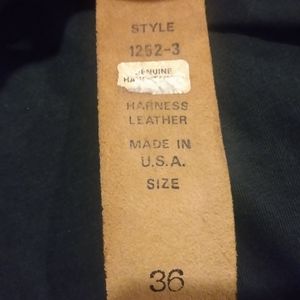 STYLE
1252-3
GENUINE
HARNESS
LEATHER
MADE IN
U.S.A.
SIZE
36